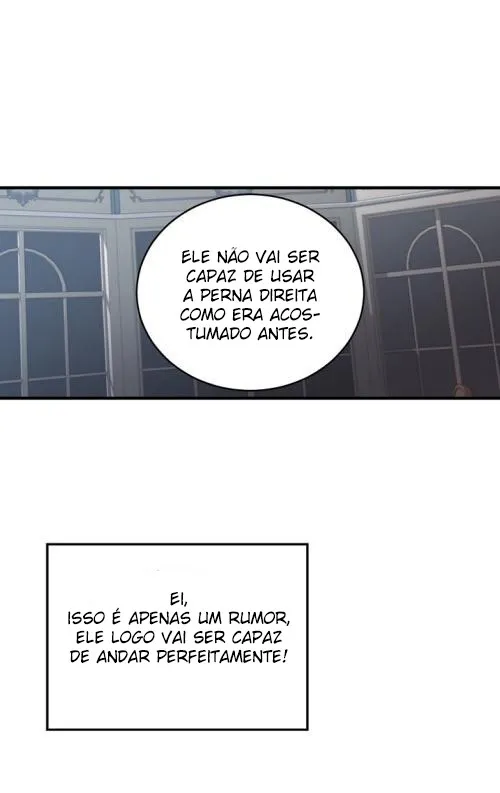 ELE NÃO VAI SER
CAPAZ DE USAR
A PERNA DIREITA
COMO ERA ACOS-
TUMADO ANTES.
EI,
ISSO É APENAS UM RUMOR,
ELE LOGO VAI SER CAPAZ
DE ANDAR PERFEITAMENTE!